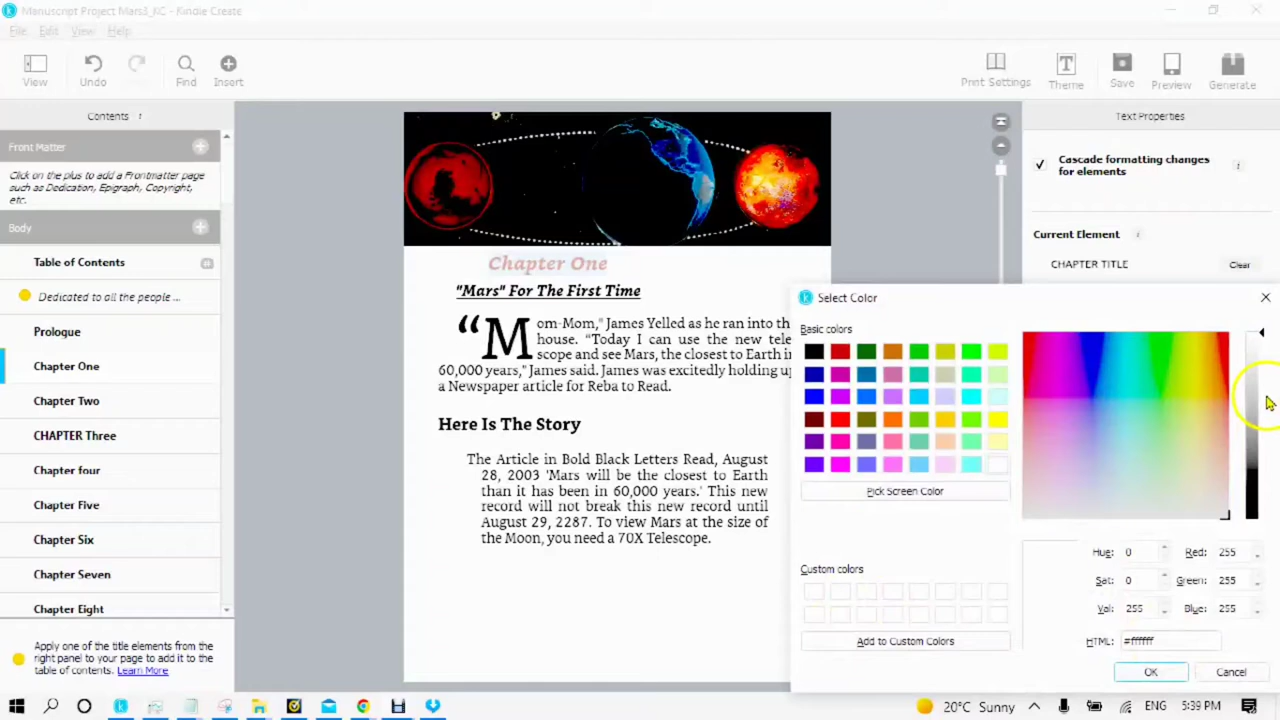 Manuscript Project Mars3_KC - Kindle Create
File Edit View Help
View Undo Find Insert Print Settings Theme Save Preview Generate
Contents
Front Matter
Click on the plus to add a Frontmatter page
such as Dedication, Epigraph, Copyright,
etc.
Body
Table of Contents
Dedicated to all the people ...
Prologue
Chapter One
Chapter Two
CHAPTER Three
Chapter four
Chapter Five
Chapter Six
Chapter Seven
Chapter Eight
Apply one of the title elements from the
right panel to your page to add it to the
table of contents. Learn More
Chapter One
"Mars" For The First Time
“Mom-Mom,” James Yelled as he ran into th
house. “Today I can use the new tele
scope and see Mars, the closest to Earth i
60,000 years,” James said. James was excitedly holding u
a Newspaper article for Reba to Read.
Here Is The Story
The Article in Bold Black Letters Read, August
28, 2003 'Mars will be the closest to Earth
than it has been in 60,000 years.' This new
record will not break this new record until
August 29, 2287. To view Mars at the size of
the Moon, you need a 70X Telescope.
Text Properties
Cascade formatting changes
for elements
Current Element
CHAPTER TITLE Clear
Select Color
Basic colors
Pick Screen Color
Custom colors
Add to Custom Colors
Hue: 0 Red: 255
Sat: 0 Green: 255
Val: 255 Blue: 255
HTML: #ffffff
OK Cancel
20°C Sunny ENG 5:39 PM